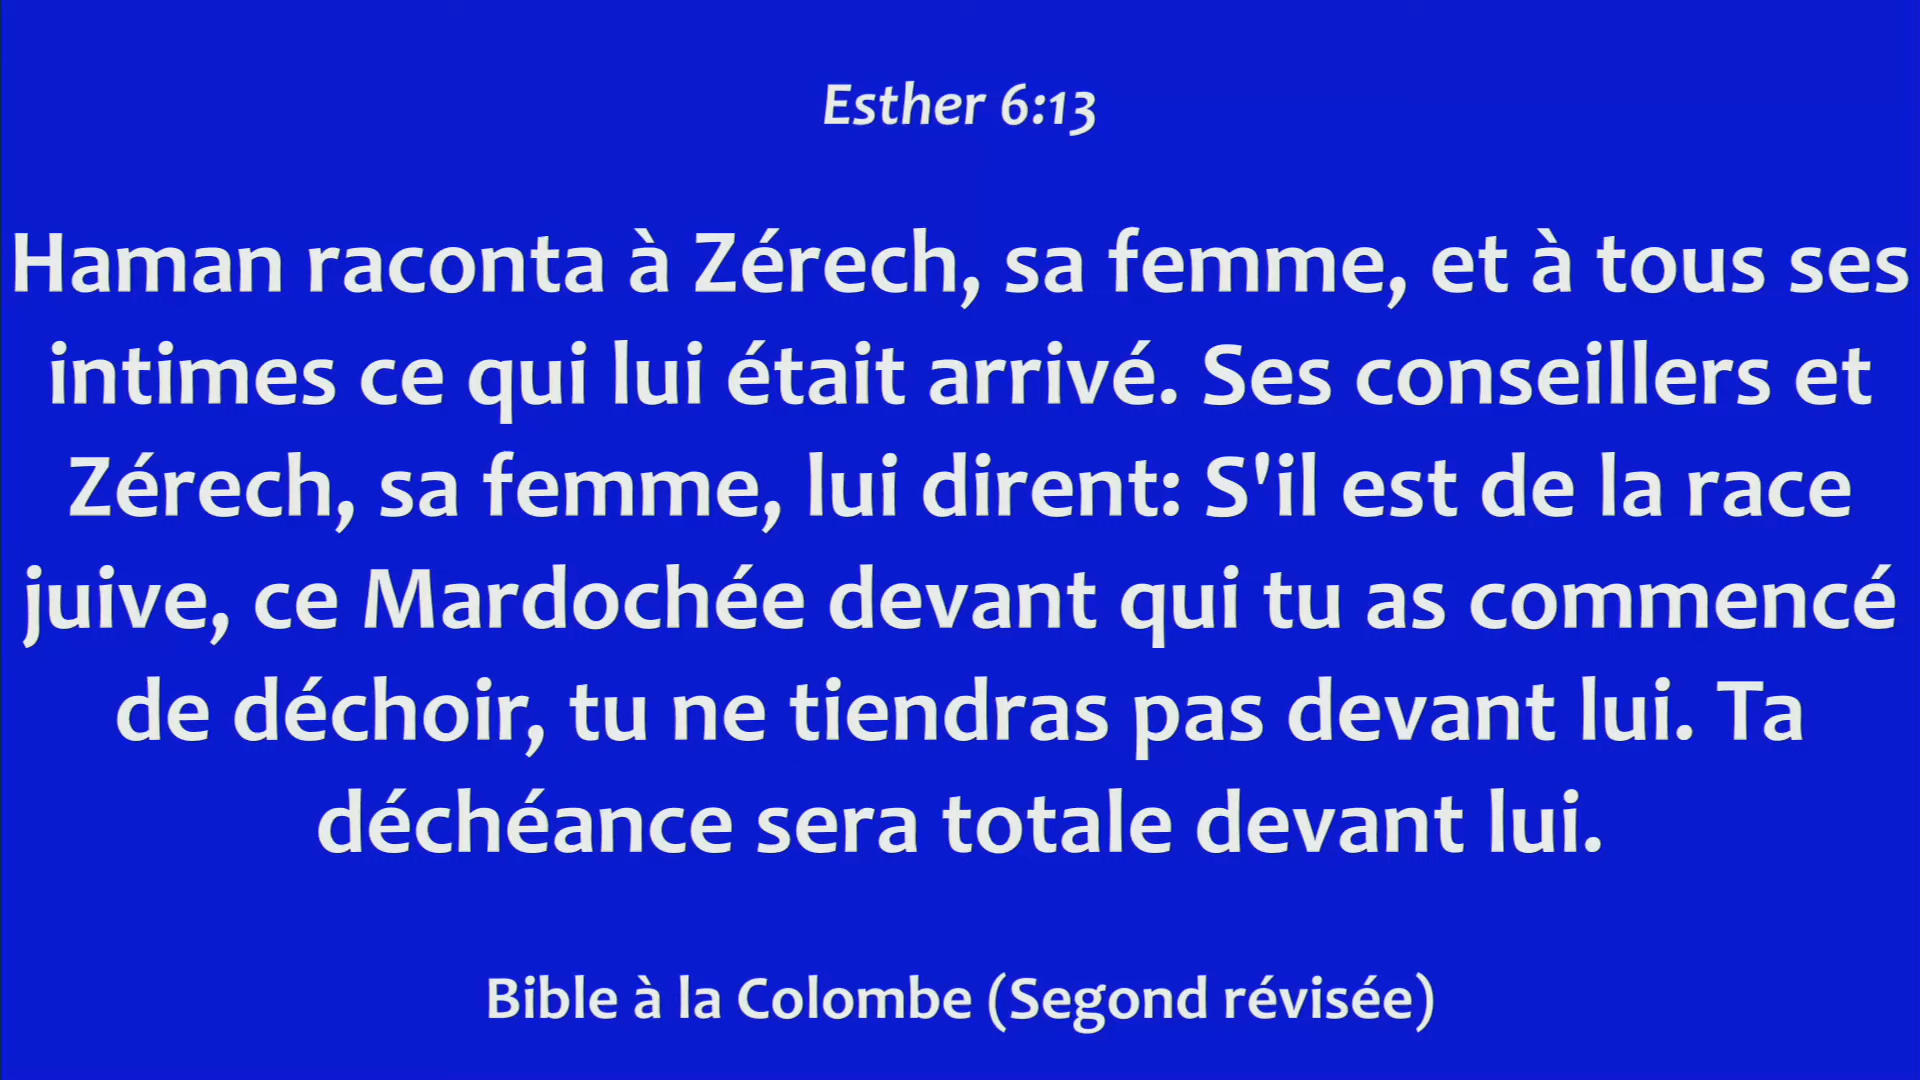 Esther 6:13
Haman raconta à Zérech, sa femme, et à tous ses
intimes ce qui lui était arrivé. Ses conseillers et
Zérech, sa femme, lui dirent: S'il est de la race
juive, ce Mardochée devant qui tu as commencé
de déchoir, tu ne tiendras pas devant lui. Ta
déchéance sera totale devant lui.
Bible à la Colombe (Segond révisée)